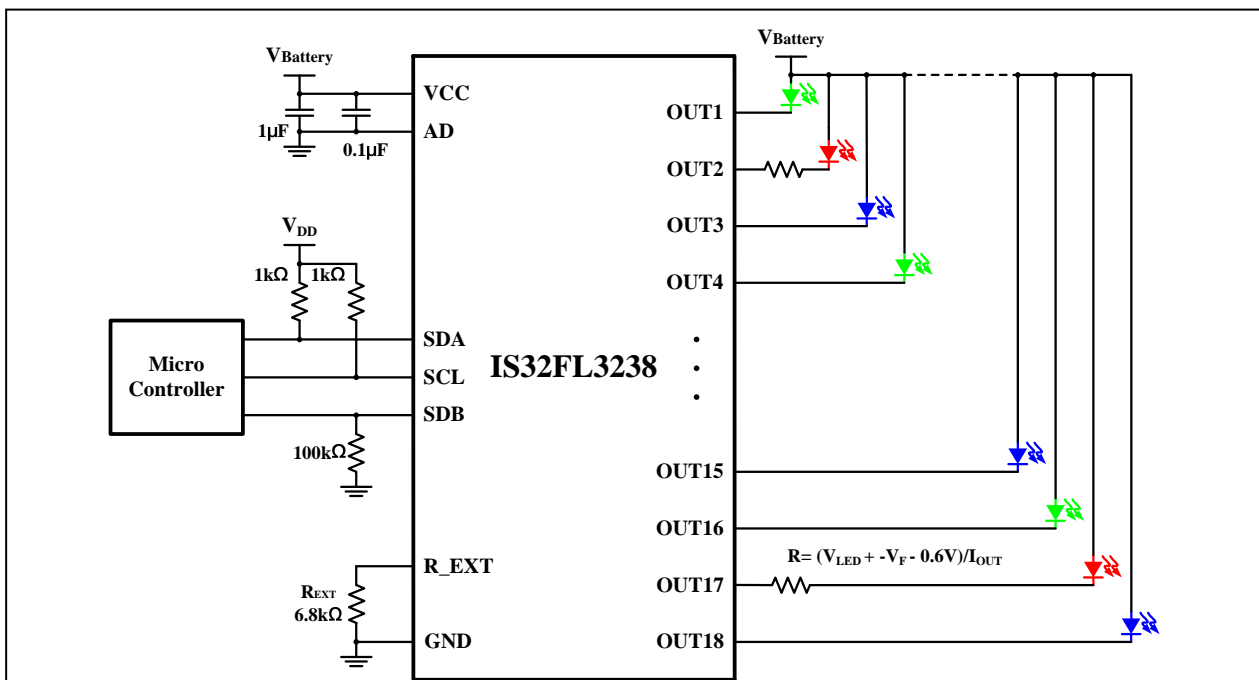 VBattery
VCC
1µF
AD
0.1µF
VDD
1kΩ 1kΩ
Micro
Controller
SDA
SCL
SDB
100kΩ
R_EXT
REXT
6.8kΩ
GND
IS32FL3238
VBattery
OUT1
OUT2
OUT3
OUT4
OUT15
OUT16
R= (VLED + -VF - 0.6V)/IOUT
OUT17
OUT18